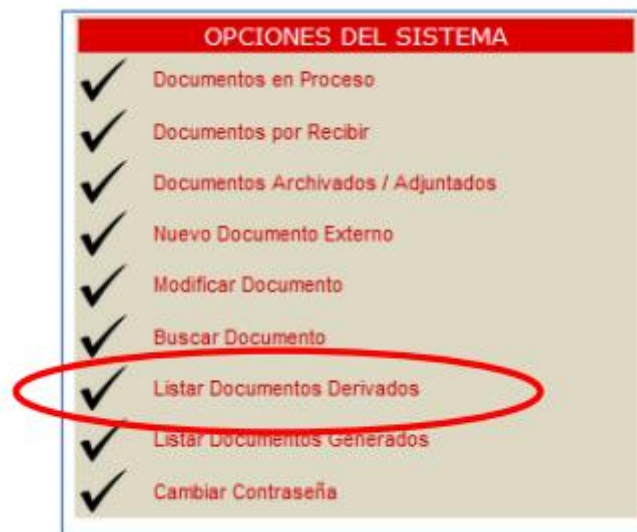 OPCIONES DEL SISTEMA
Documentos en Proceso
Documentos por Recibir
Documentos Archivados / Adjuntados
Nuevo Documento Externo
Modificar Documento
Buscar Documento
Listar Documentos Derivados
Listar Documentos Generados
Cambiar Contraseña